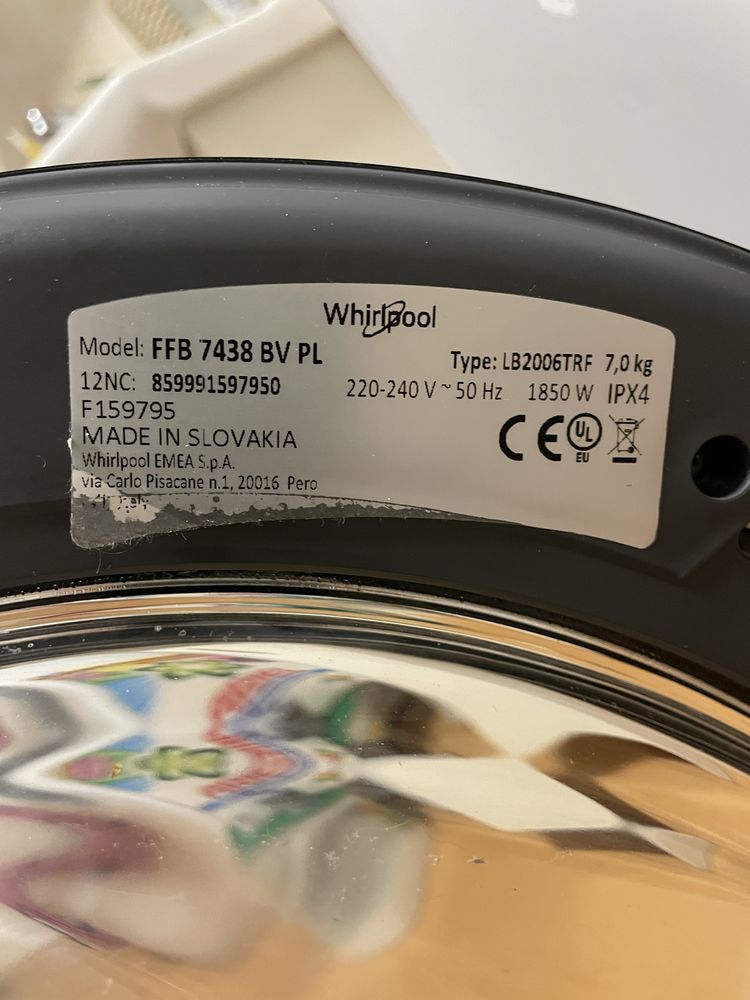 Whirlpool
Model: FFB 7438 BV PL
Type: LB2006TRF 7,0 kg
12NC: 859991597950
220-240 V ~ 50 Hz 1850 W IPX4
F159795
MADE IN SLOVAKIA
CE UL
EU
Whirlpool EMEA S.p.A.
via Carlo Pisacane n.1, 20016 Pero